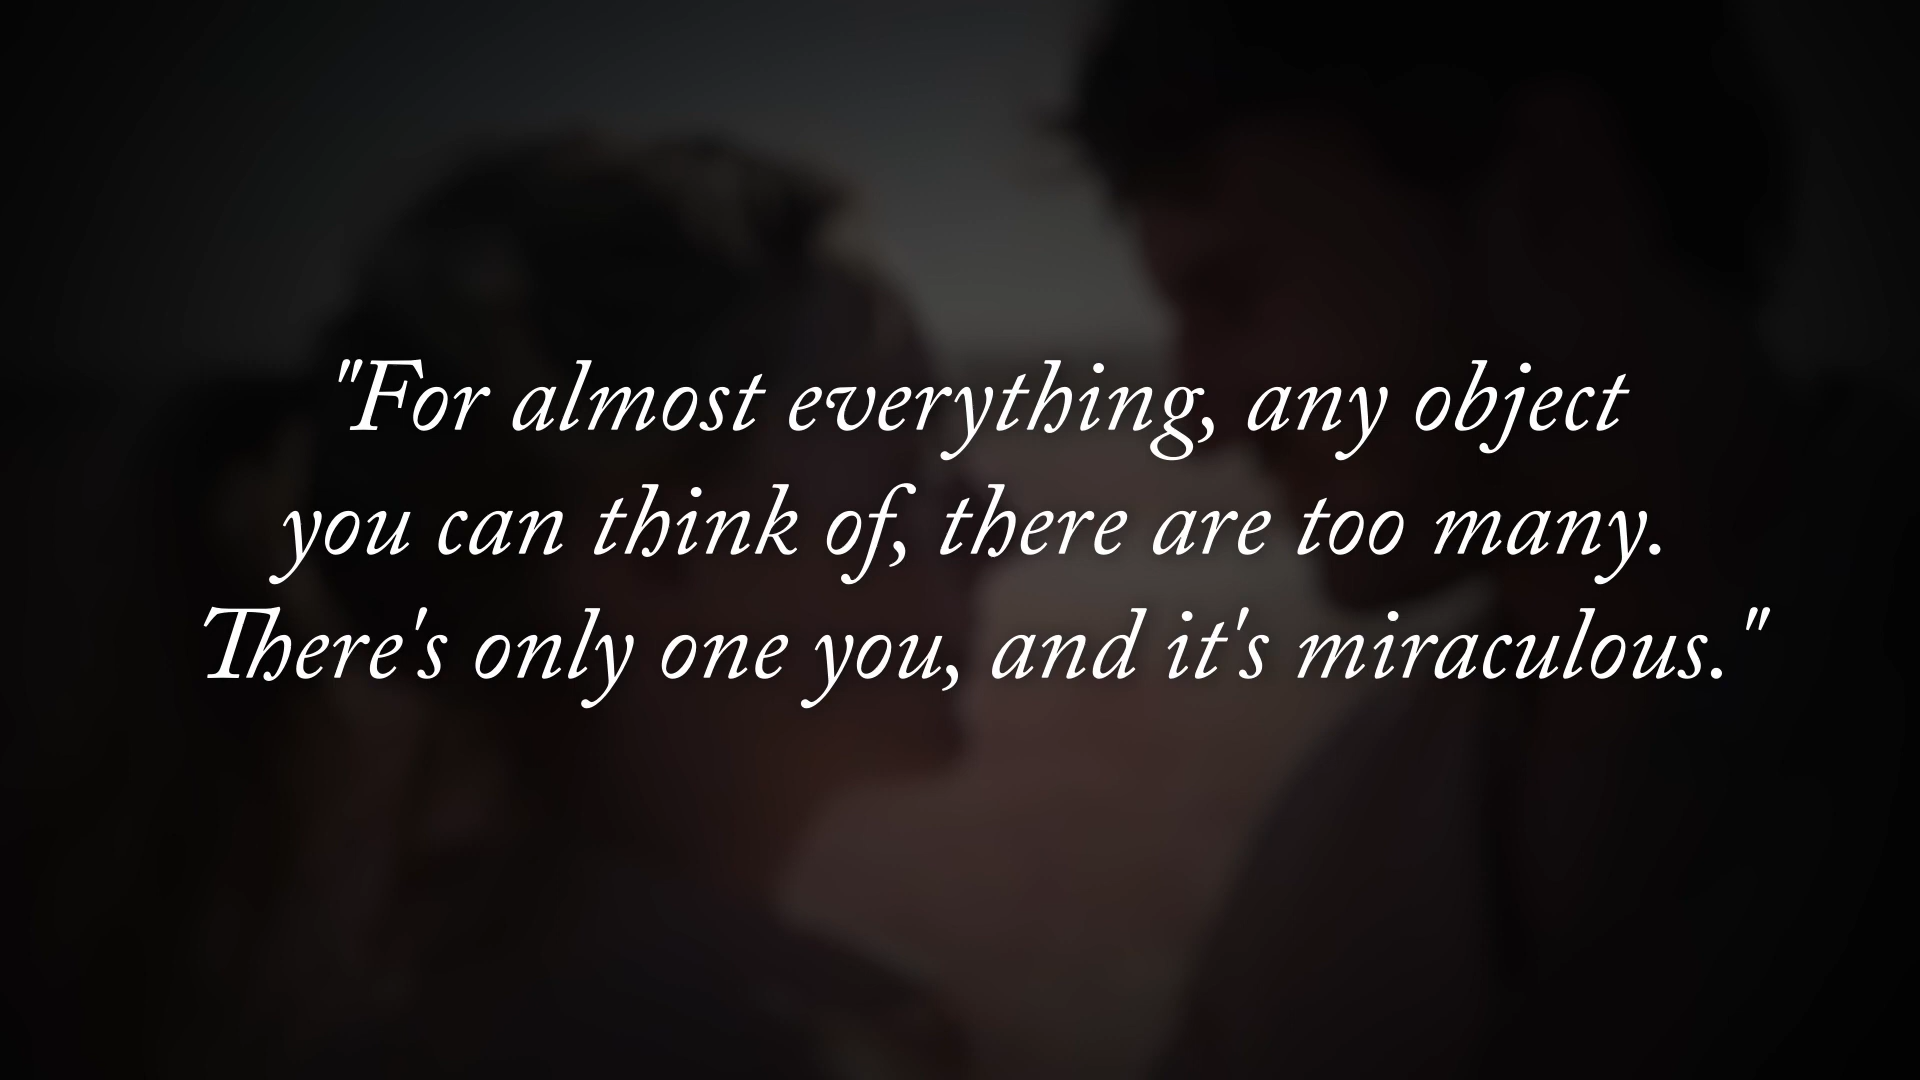 "For almost everything, any object
you can think of, there are too many.
There's only one you, and it's miraculous."